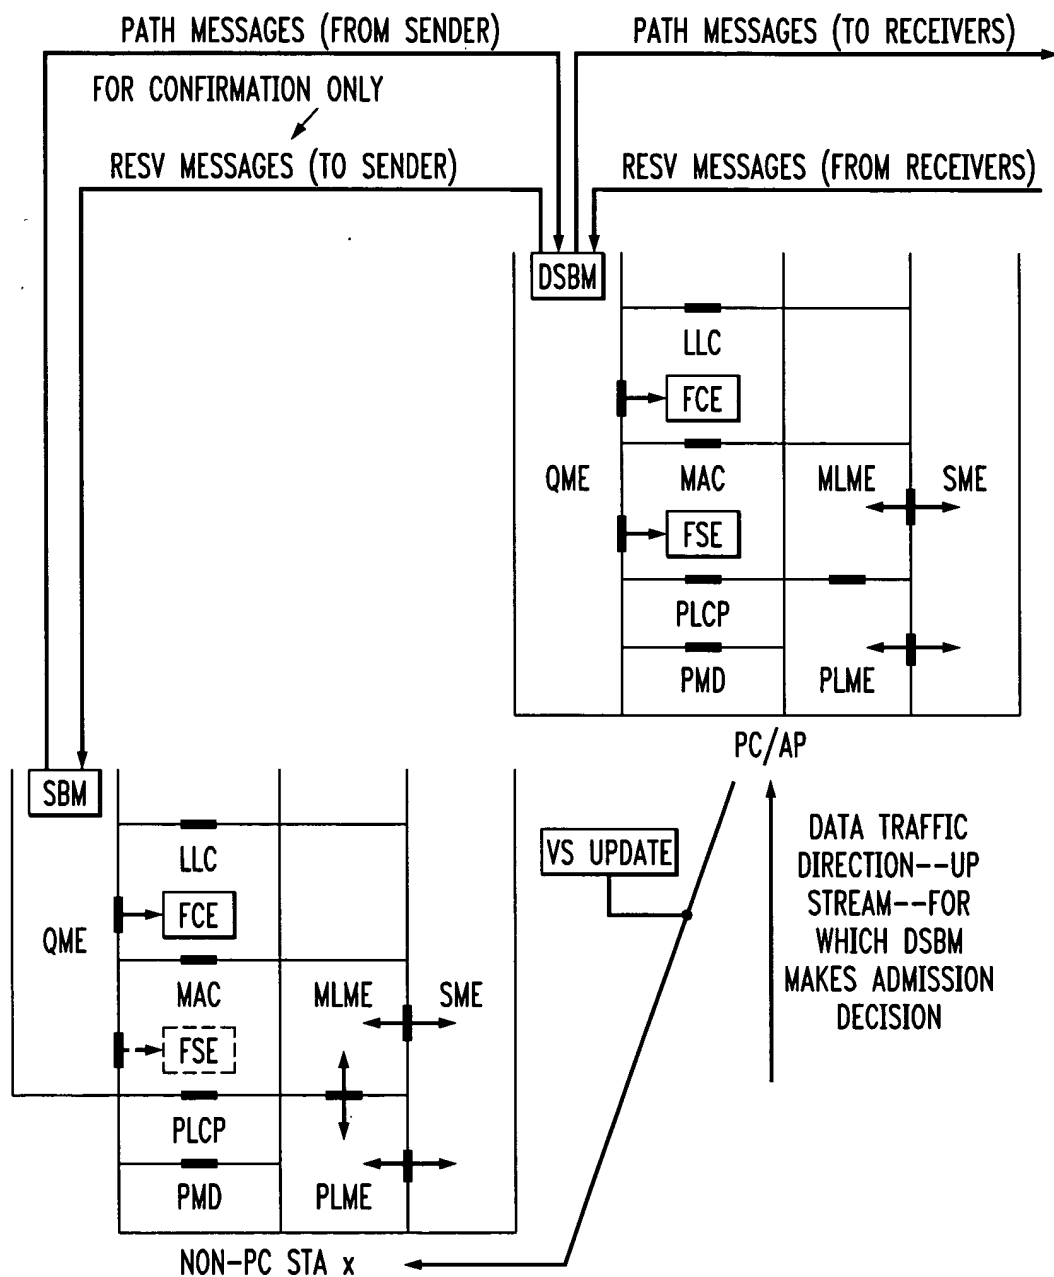 PATH MESSAGES (FROM SENDER)
PATH MESSAGES (TO RECEIVERS)
FOR CONFIRMATION ONLY
RESV MESSAGES (TO SENDER)
RESV MESSAGES (FROM RECEIVERS)
DSBM
LLC
FCE
QME
MAC
MLME
SME
FSE
PLCP
PMD
PLME
PC/AP
SBM
LLC
FCE
QME
MAC
MLME
SME
FSE
PLCP
PMD
PLME
NON-PC STA x
VS UPDATE
DATA TRAFFIC
DIRECTION--UP
STREAM--FOR
WHICH DSBM
MAKES ADMISSION
DECISION